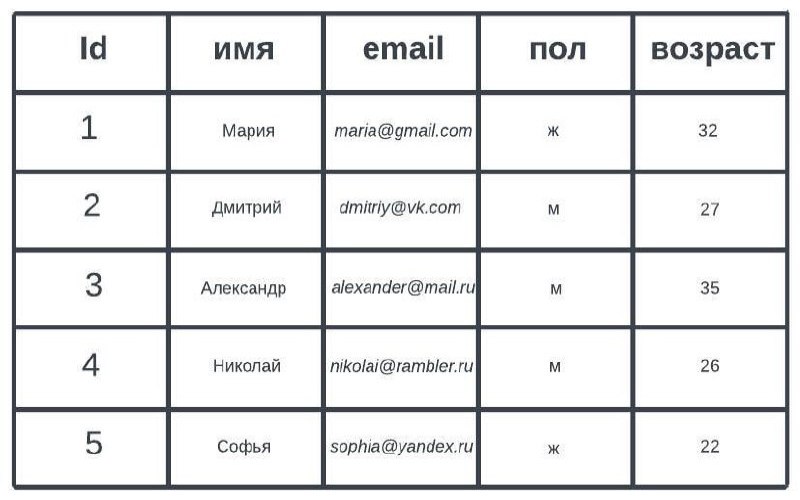 Id имя email пол возраст
1 Мария maria@gmail.com ж 32
2 Дмитрий dmitriy@vk.com м 27
3 Александр alexander@mail.ru м 35
4 Николай nikolai@rambler.ru м 26
5 Софья sophia@yandex.ru ж 22